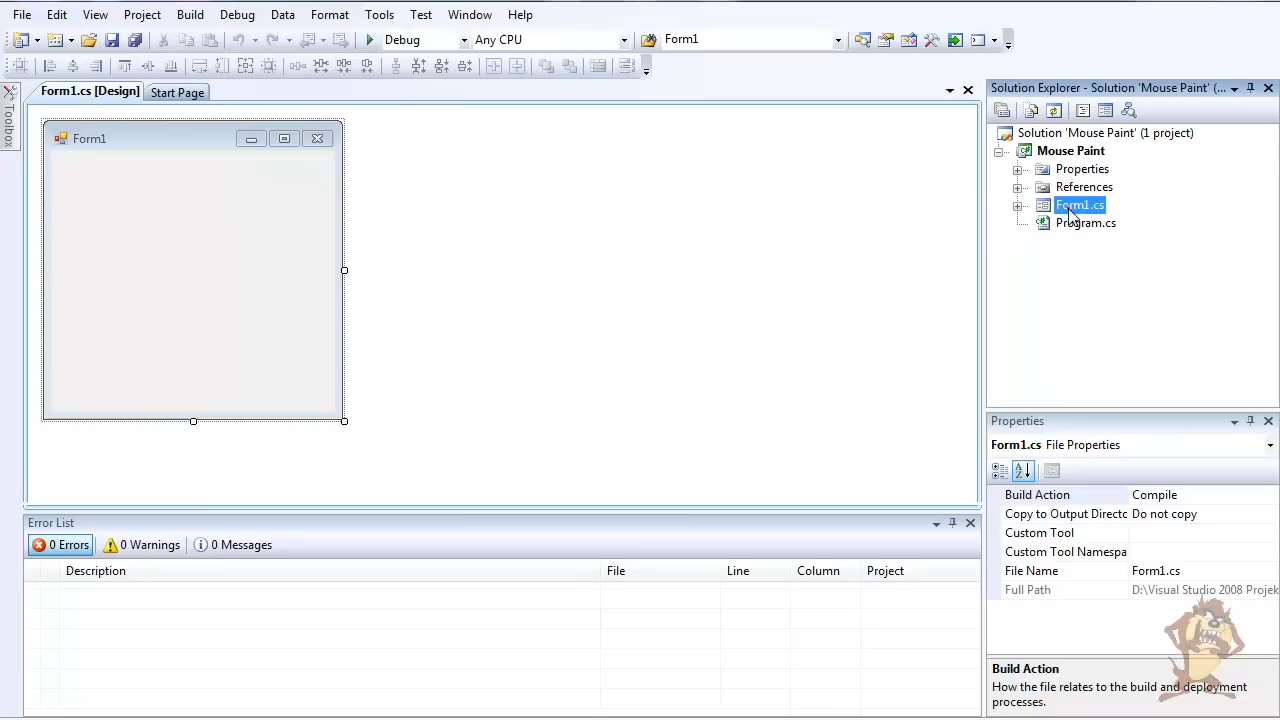 File Edit View Project Build Debug Data Format Tools Test Window Help
Debug Any CPU Form1
Toolbox
Form1.cs [Design] Start Page
Form1
Solution Explorer - Solution 'Mouse Paint' (...
Solution 'Mouse Paint' (1 project)
Mouse Paint
Properties
References
Form1.cs
Program.cs
Properties
Form1.cs File Properties
Build Action Compile
Copy to Output Directc Do not copy
Custom Tool
Custom Tool Namespa
File Name Form1.cs
Full Path D:\Visual Studio 2008 Projek
Build Action
How the file relates to the build and deployment
processes.
Error List
0 Errors 0 Warnings 0 Messages
Description File Line Column Project